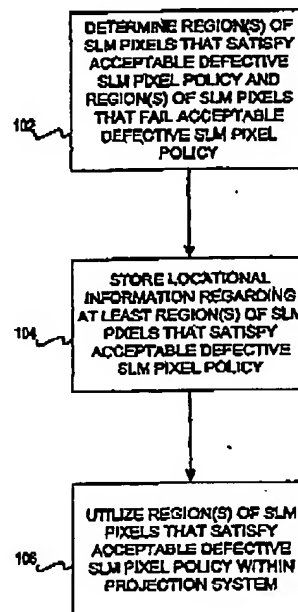 DETERMINE REGION(S) OF
SLM PIXELS THAT SATISFY
ACCEPTABLE DEFECTIVE
SLM PIXEL POLICY AND
REGION(S) OF SLM PIXELS
THAT FAIL ACCEPTABLE
DEFECTIVE SLM PIXEL
POLICY
102
STORE LOCATIONAL
INFORMATION REGARDING
AT LEAST REGION(S) OF SLM
PIXELS THAT SATISFY
ACCEPTABLE DEFECTIVE
SLM PIXEL POLICY
104
UTILIZE REGION(S) OF SLM
PIXELS THAT SATISFY
ACCEPTABLE DEFECTIVE
SLM PIXEL POLICY WITHIN
PROJECTION SYSTEM
106